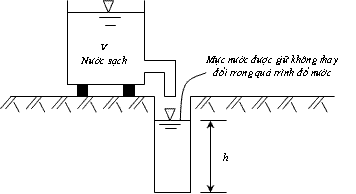 V
Nước sạch
Mực nước được giữ không thay
đổi trong quá trình đổ nước
h